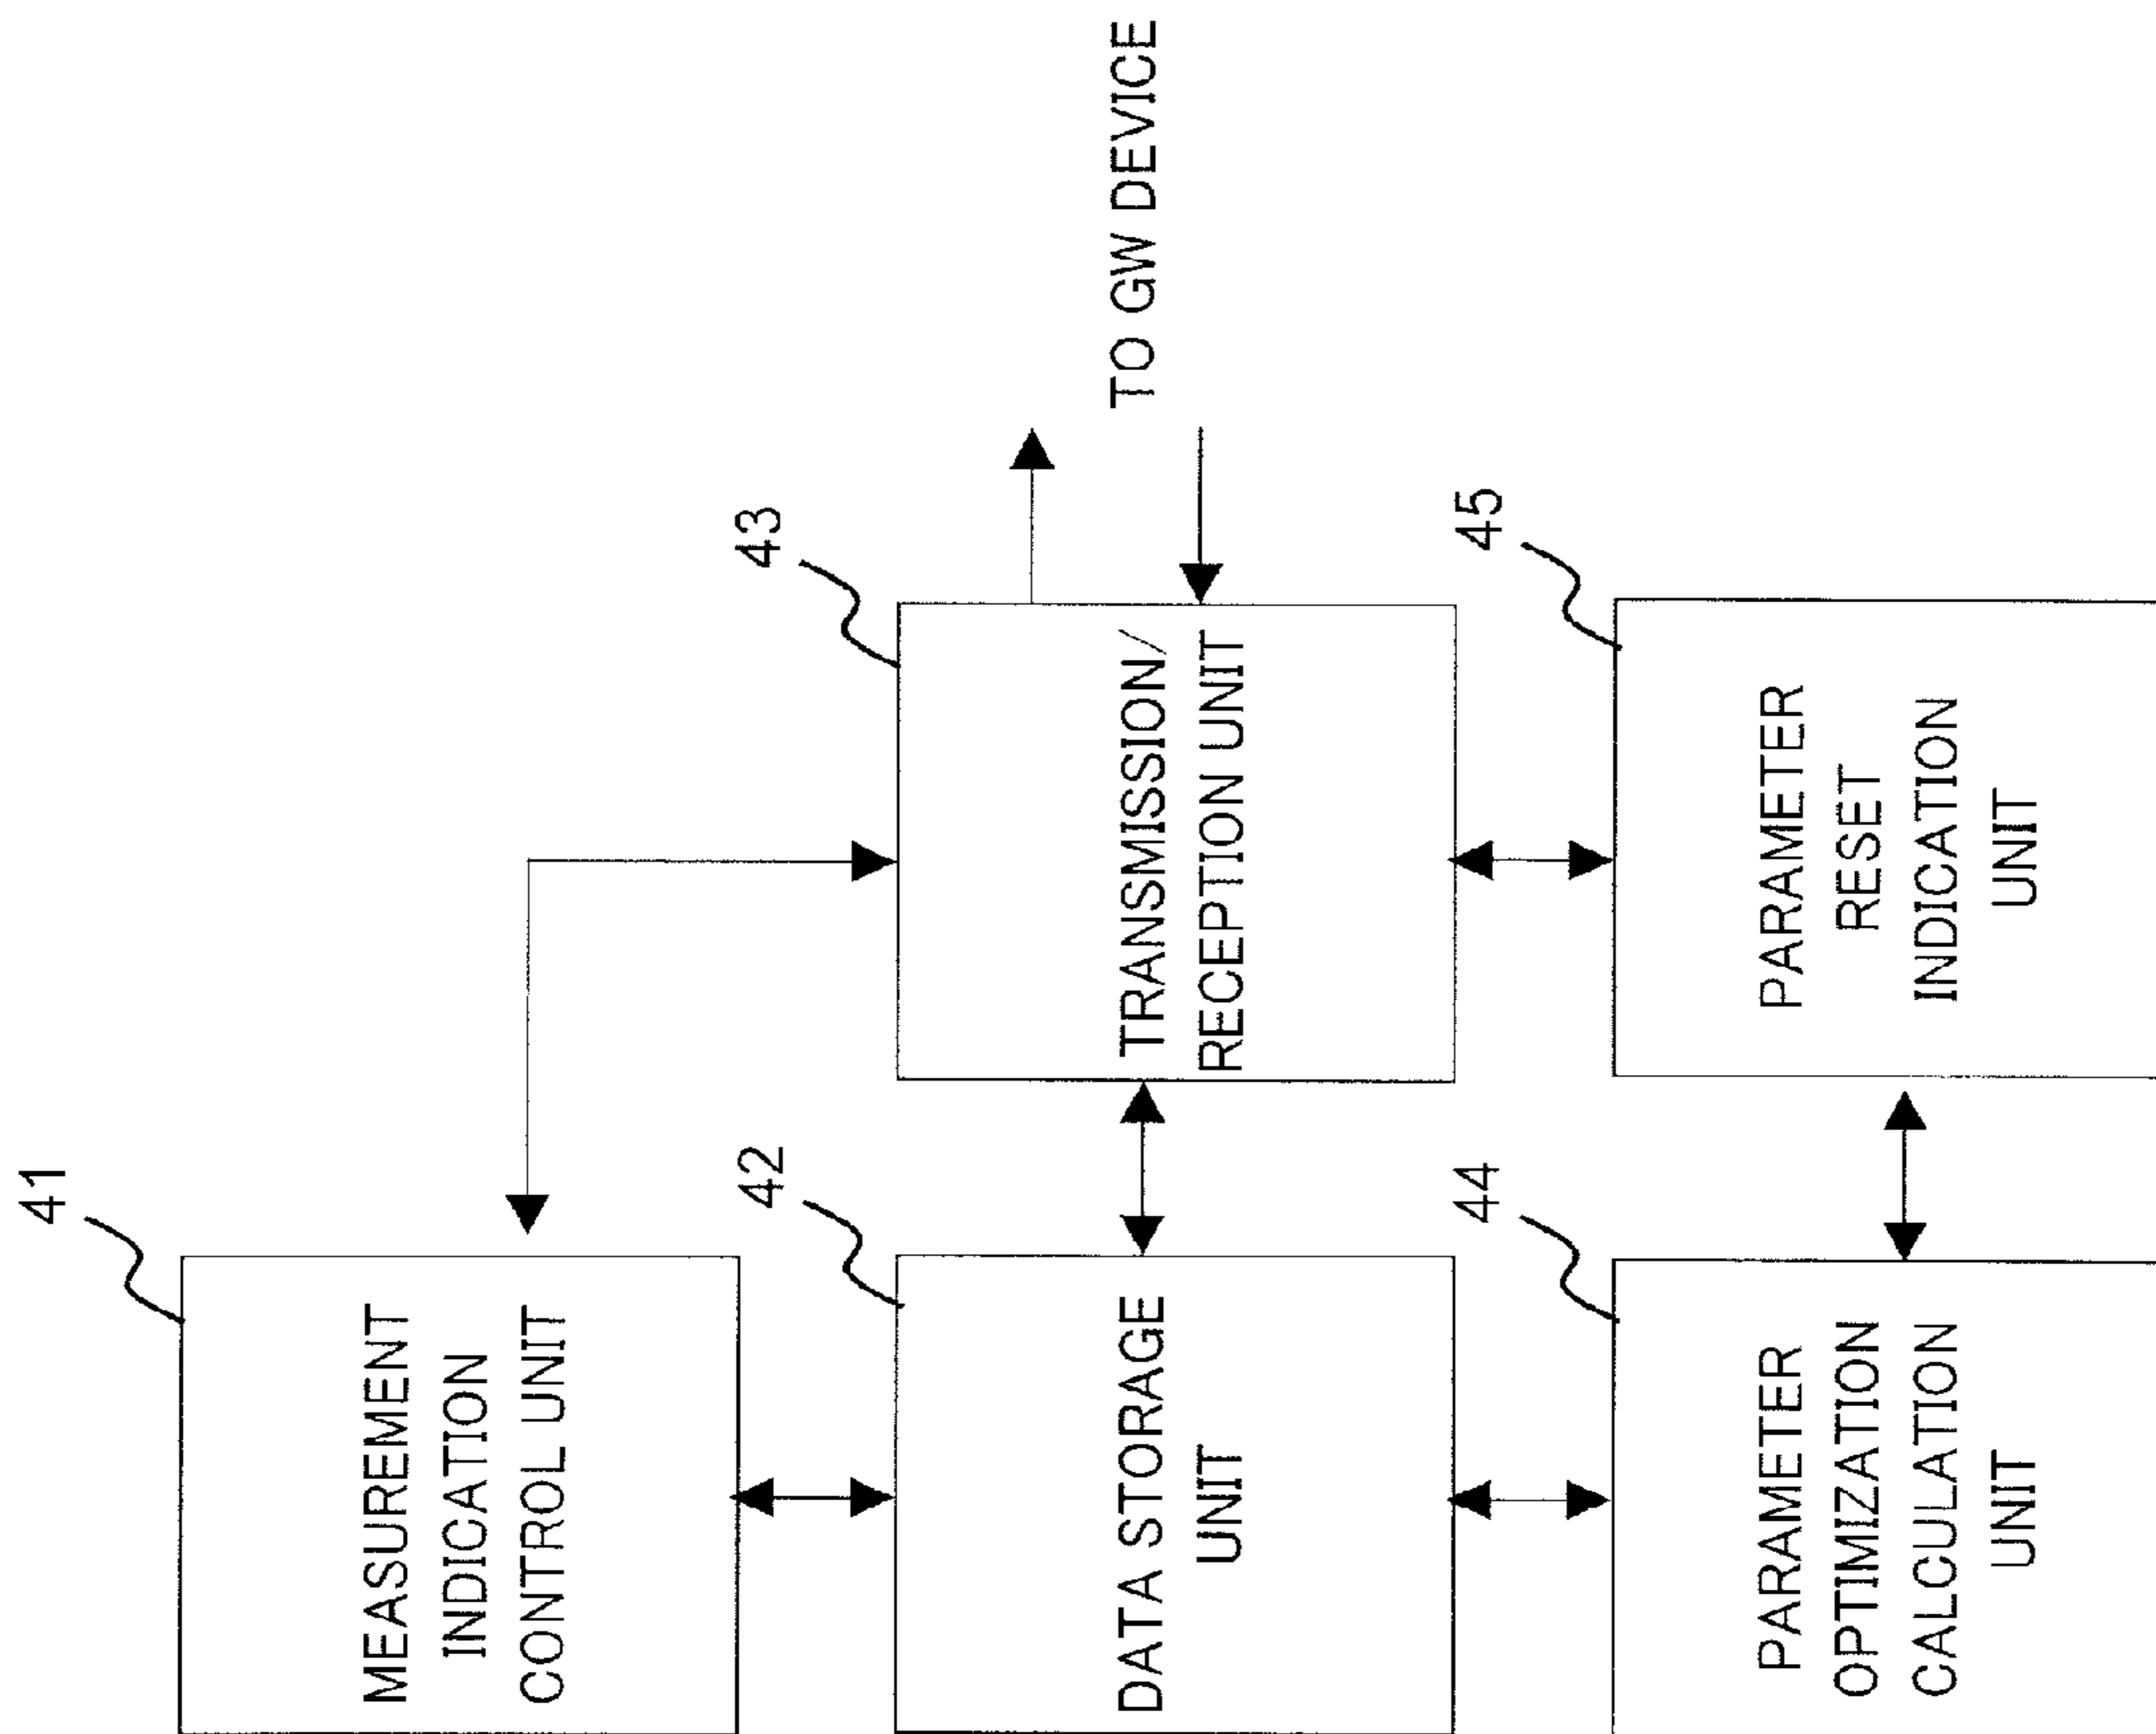 41
MEASUREMENT
INDICATION
CONTROL UNIT
42
DATA STORAGE
UNIT
43
TRANSMISSION/
RECEPTION UNIT
TO GW DEVICE
44
PARAMETER
OPTIMIZATION
CALCULATION
UNIT
45
PARAMETER
RESET
INDICATION
UNIT